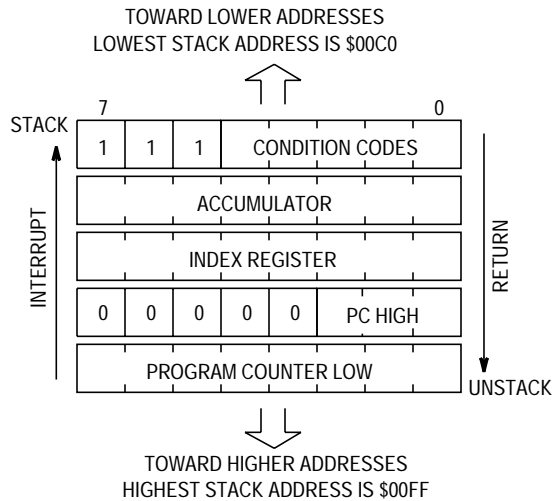 TOWARD LOWER ADDRESSES
LOWEST STACK ADDRESS IS $00C0
7 0
STACK
1 1 1 CONDITION CODES
ACCUMULATOR
INDEX REGISTER
0 0 0 0 0 PC HIGH
PROGRAM COUNTER LOW
INTERRUPT
RETURN
UNSTACK
TOWARD HIGHER ADDRESSES
HIGHEST STACK ADDRESS IS $00FF